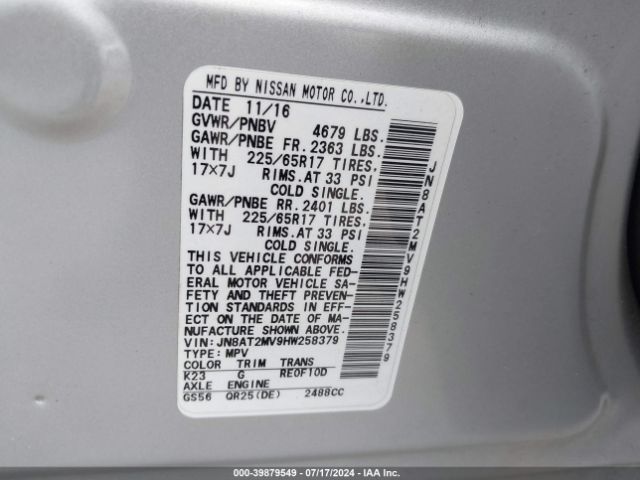 MFD BY NISSAN MOTOR CO.,LTD.
DATE 11/16
GVWR/PNBV 4679 LBS.
GAWR/PNBE FR. 2363 LBS.
WITH 225/65R17 TIRES,
17×7J RIMS.AT 33 PSI
COLD SINGLE.
GAWR/PNBE RR. 2401 LBS.
WITH 225/65R17 TIRES,
17×7J RIMS.AT 33 PSI
COLD SINGLE.
THIS VEHICLE CONFORMS
TO ALL APPLICABLE FED-
ERAL MOTOR VEHICLE SA-
FETY AND THEFT PREVEN-
TION STANDARDS IN EFF-
ECT ON THE DATE OF MA-
NUFACTURE SHOWN ABOVE.
VIN: JN8AT2MV9HW258379
TYPE: MPV
COLOR TRIM TRANS
K23 G RE0F10D
AXLE ENGINE
GS56 QR25(DE) 2488CC
JN8AT2MV9HW258379
000-39879549 - 07/17/2024 - IAA Inc.